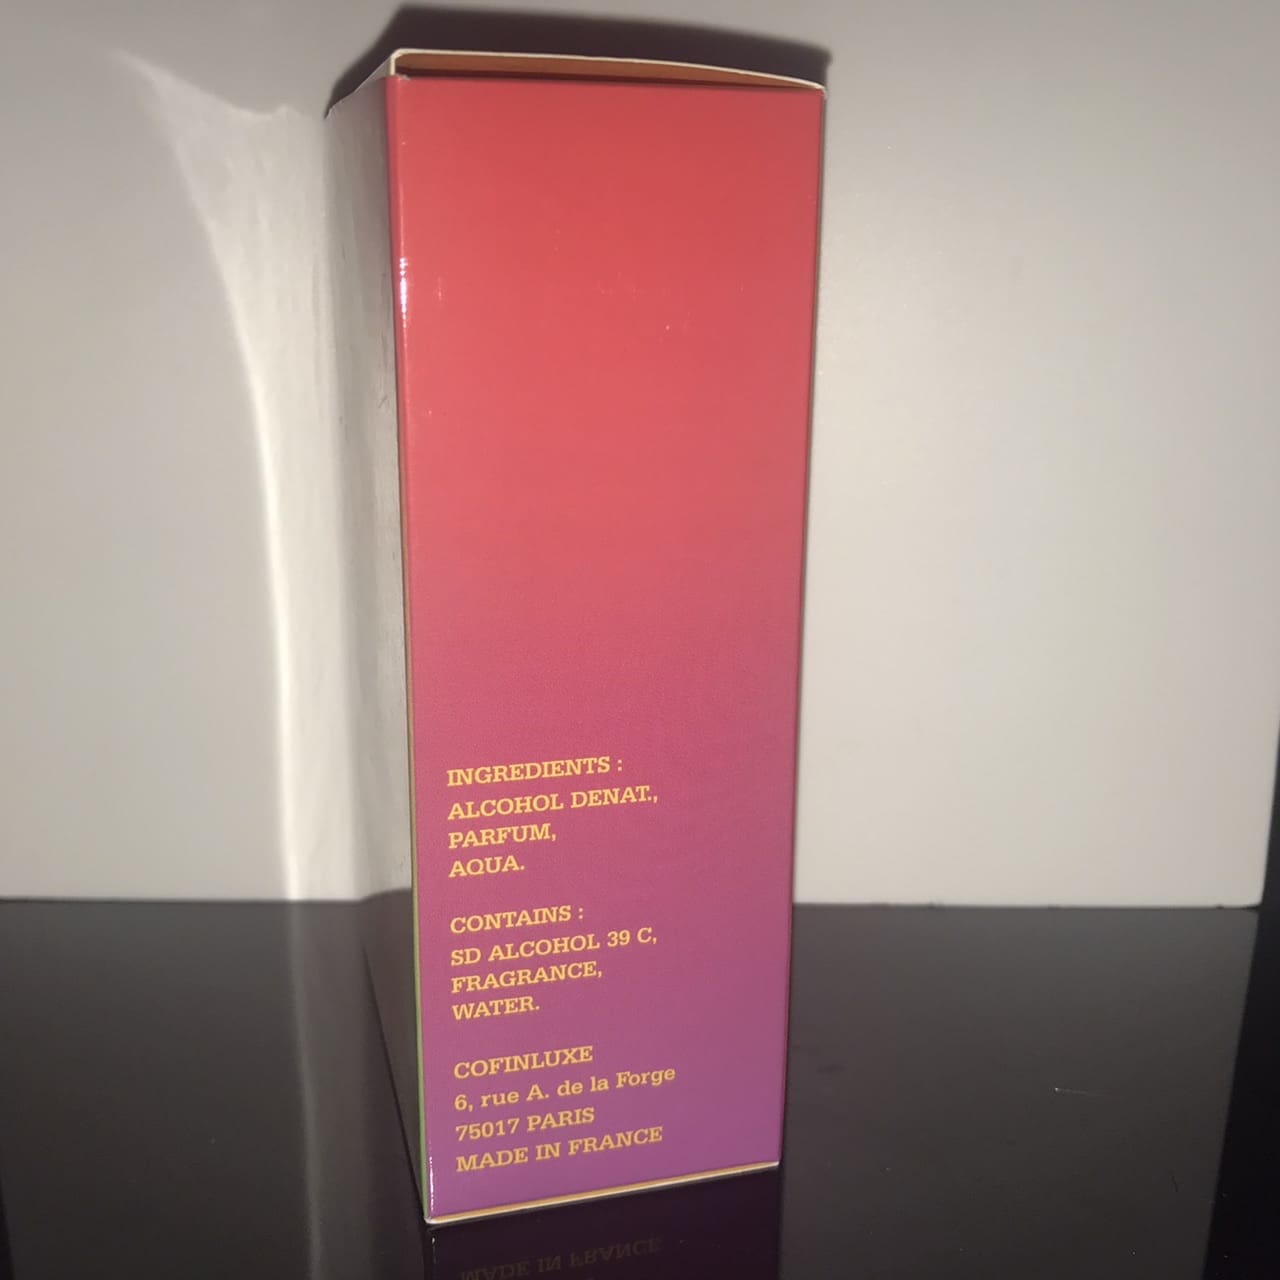 INGREDIENTS :
ALCOHOL DENAT.,
PARFUM,
AQUA.
CONTAINS :
SD ALCOHOL 39 C,
FRAGRANCE,
WATER.
COFINLUXE
6, rue A. de la Forge
75017 PARIS
MADE IN FRANCE